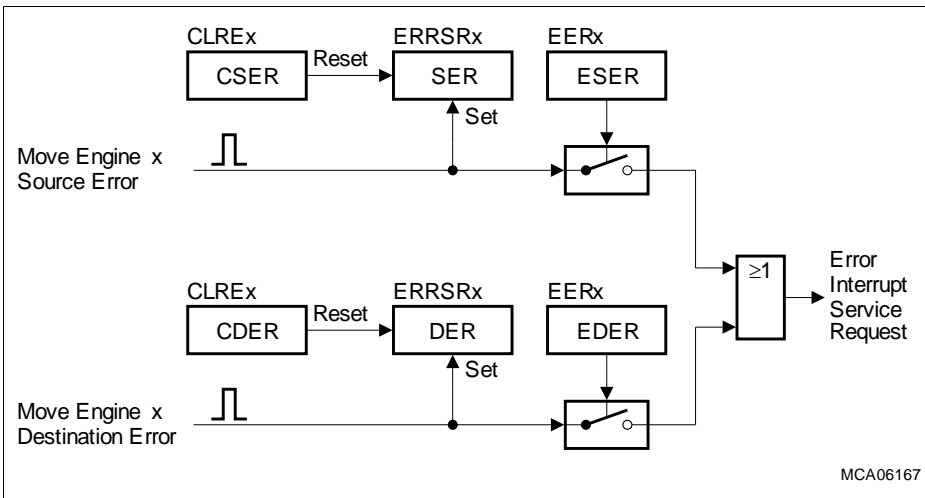 CLREx
ERRSRx
EERx
CSER
Reset
SER
ESER
Set
Move Engine x
Source Error
≥1
Error
Interrupt
Service
Request
CLREx
ERRSRx
EERx
CDER
Reset
DER
EDER
Set
Move Engine x
Destination Error
MCA06167